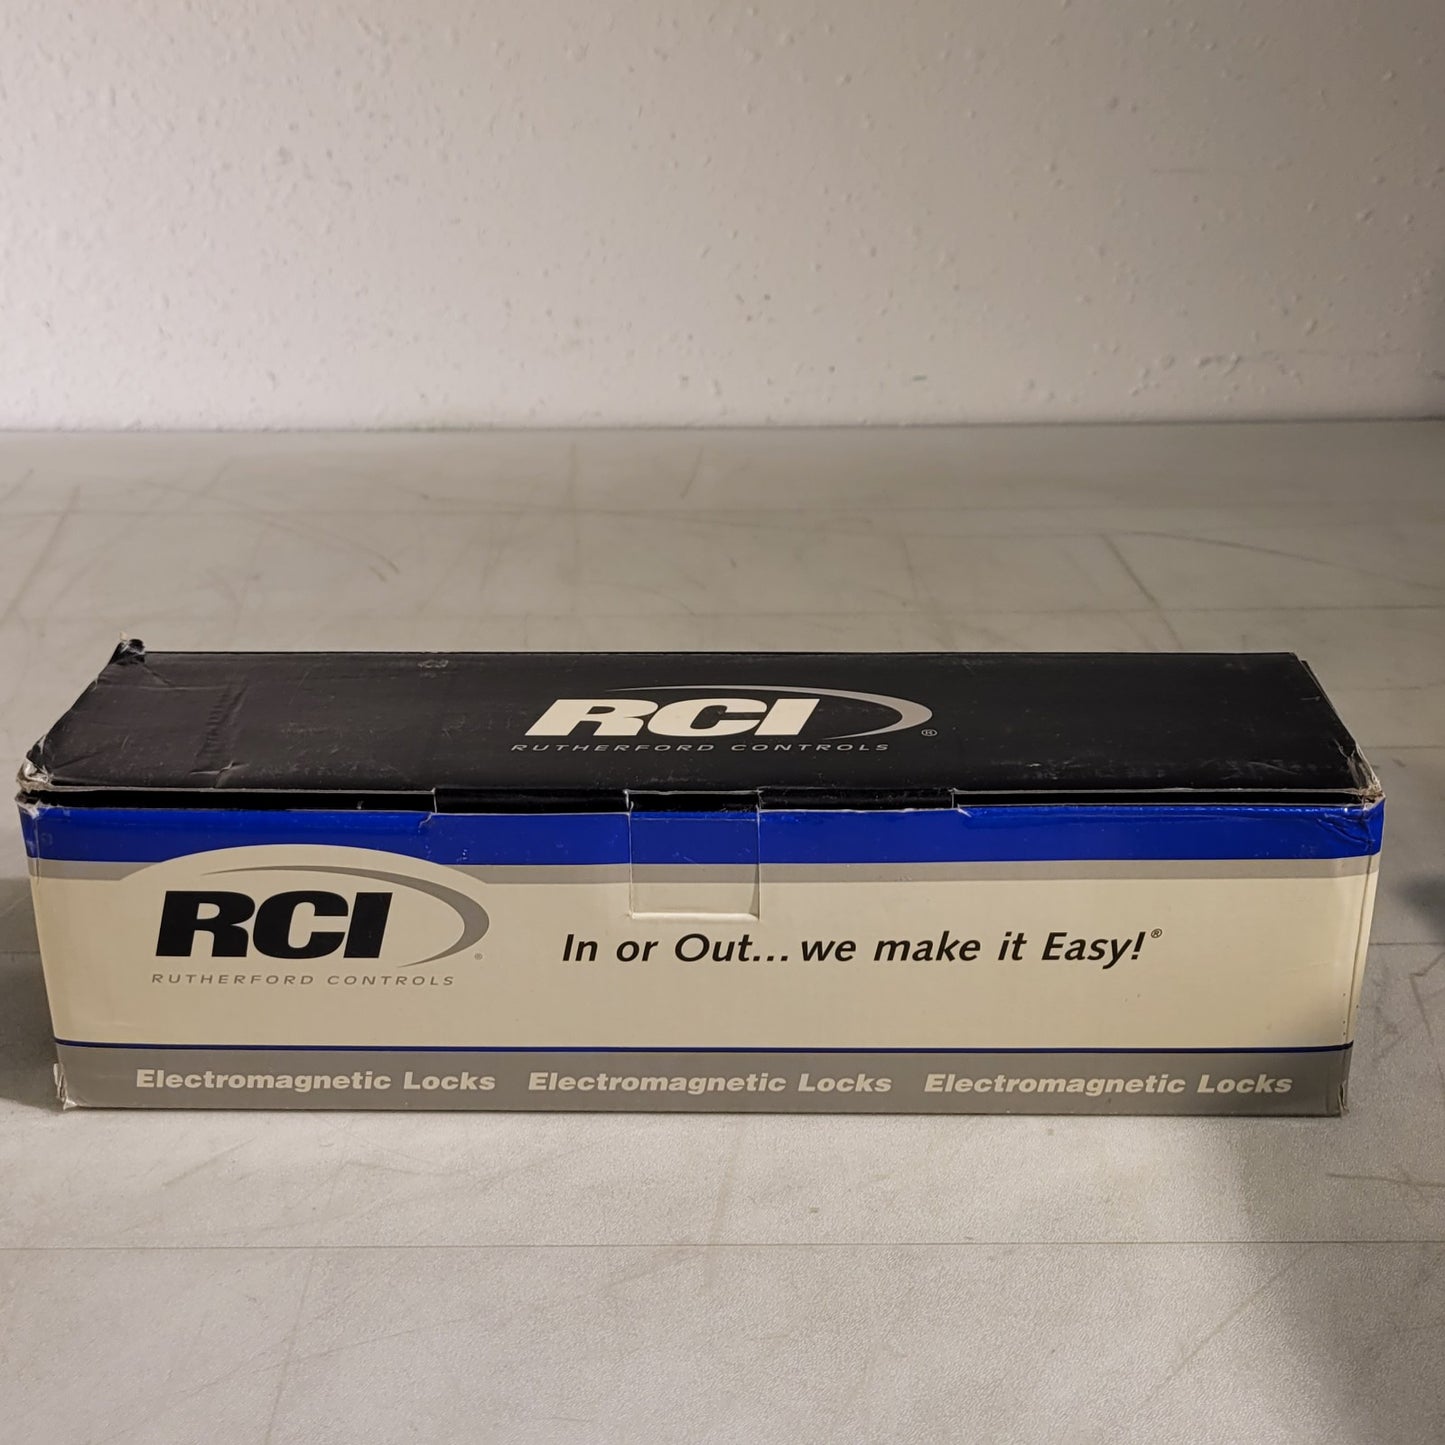 RCI ®
RUTHERFORD CONTROLS
RCI ®
RUTHERFORD CONTROLS
In or Out... we make it Easy!®
Electromagnetic Locks Electromagnetic Locks Electromagnetic Locks